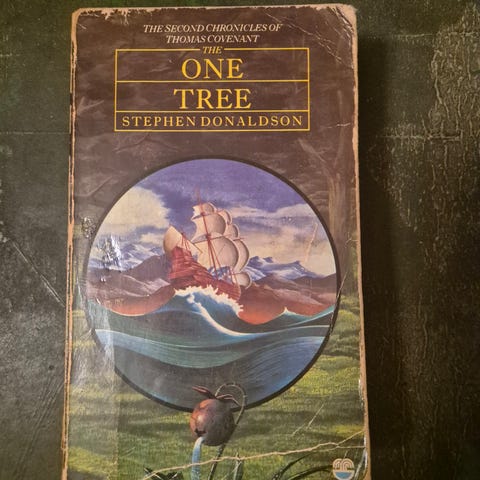 THE SECOND CHRONICLES OF
THOMAS COVENANT
THE
ONE
TREE
STEPHEN DONALDSON